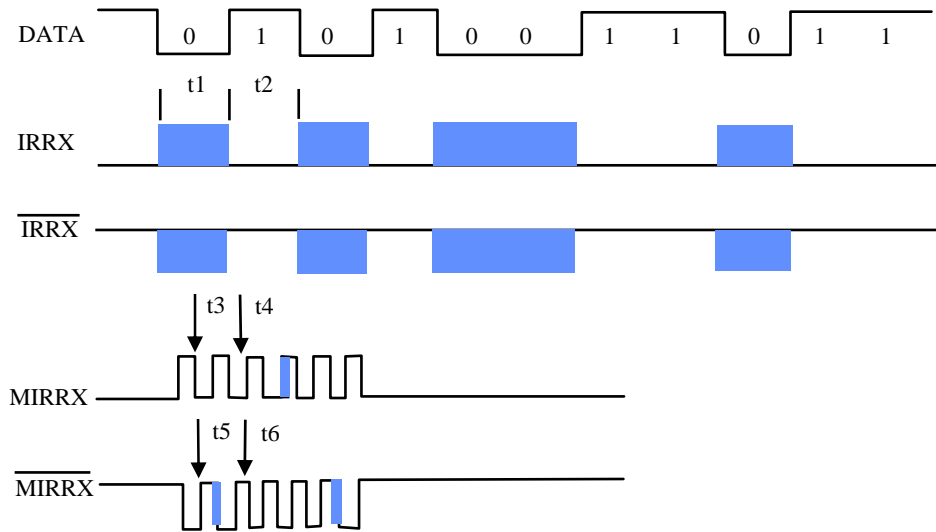 DATA 0 1 0 1 0 0 1 1 0 1 1
t1 t2
IRRX
IRRX
t3 t4
MIRRX
t5 t6
MIRRX